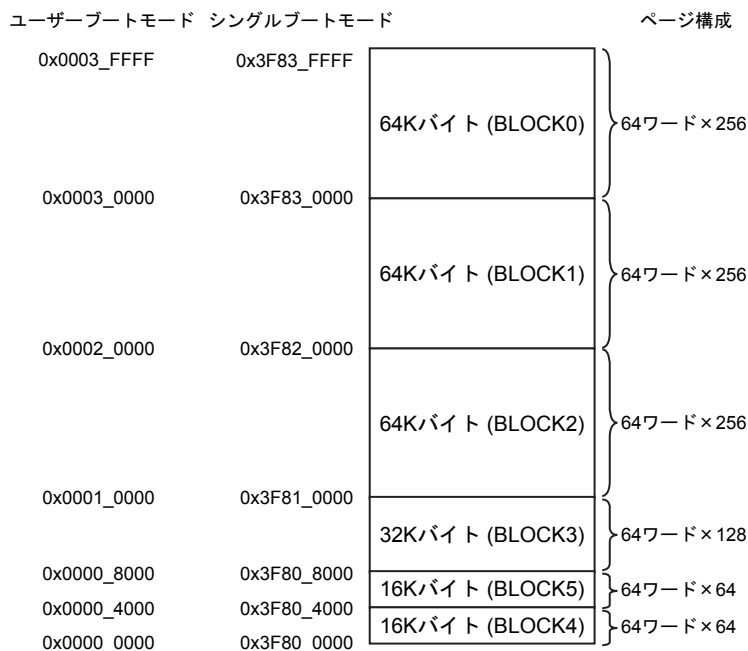 ユーザーブートモード シングルブートモード ページ構成
0x0003_FFFF 0x3F83_FFFF
64Kバイト (BLOCK0) 64ワード×256
0x0003_0000 0x3F83_0000
64Kバイト (BLOCK1) 64ワード×256
0x0002_0000 0x3F82_0000
64Kバイト (BLOCK2) 64ワード×256
0x0001_0000 0x3F81_0000
32Kバイト (BLOCK3) 64ワード×128
0x0000_8000 0x3F80_8000
16Kバイト (BLOCK5) 64ワード×64
0x0000_4000 0x3F80_4000
16Kバイト (BLOCK4) 64ワード×64
0x0000_0000 0x3F80_0000